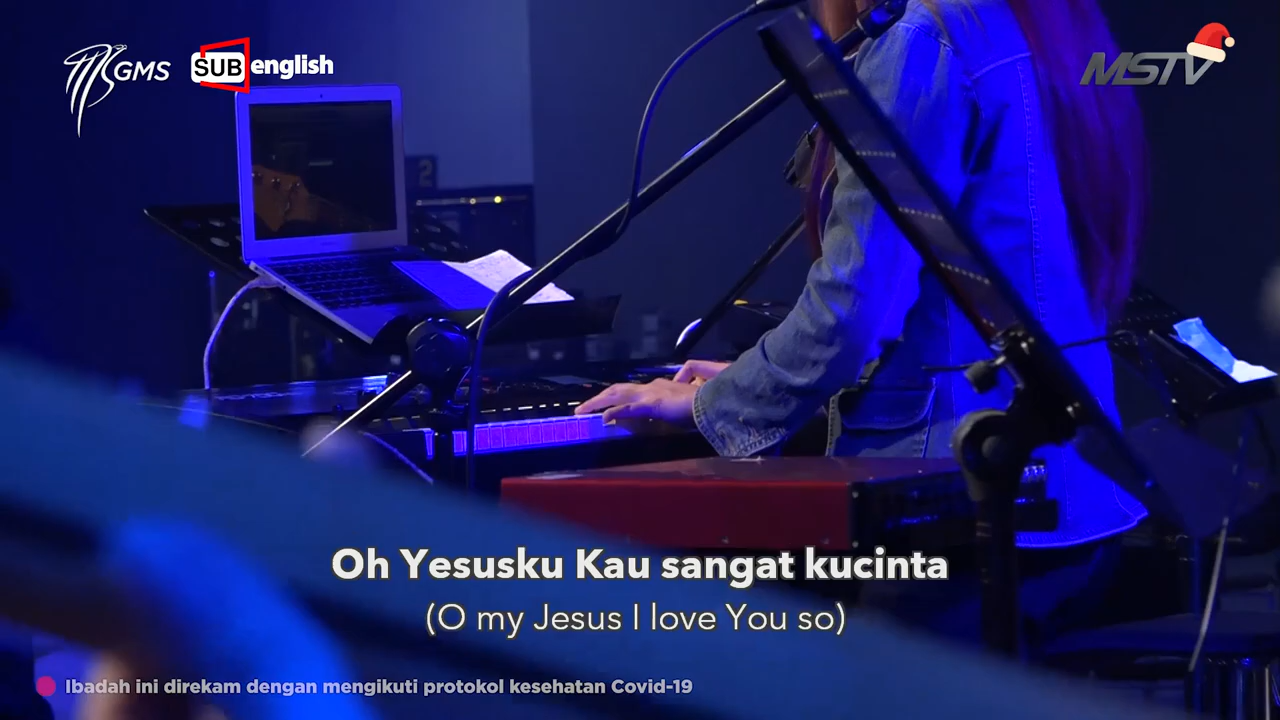 GMS
SUB english
MSTV
2
Oh Yesusku Kau sangat kucinta
(O my Jesus I love You so)
Ibadah ini direkam dengan mengikuti protokol kesehatan Covid-19